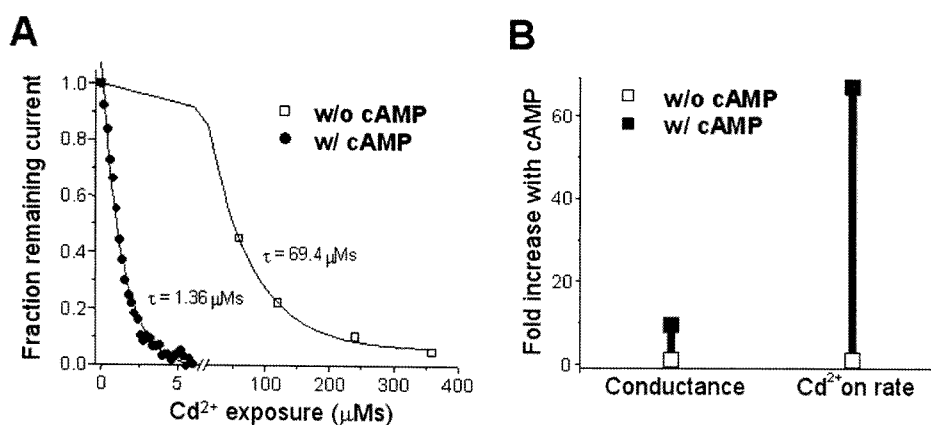 A
Fraction remaining current
1.0
0.8
0.6
0.4
0.2
0.0
w/o cAMP
w/ cAMP
τ = 69.4 μMs
τ = 1.36 μMs
0 5 100 200 300 400
Cd²⁺ exposure (μMs)
B
Fold increase with cAMP
60
40
20
0
w/o cAMP
w/ cAMP
Conductance Cd²⁺on rate